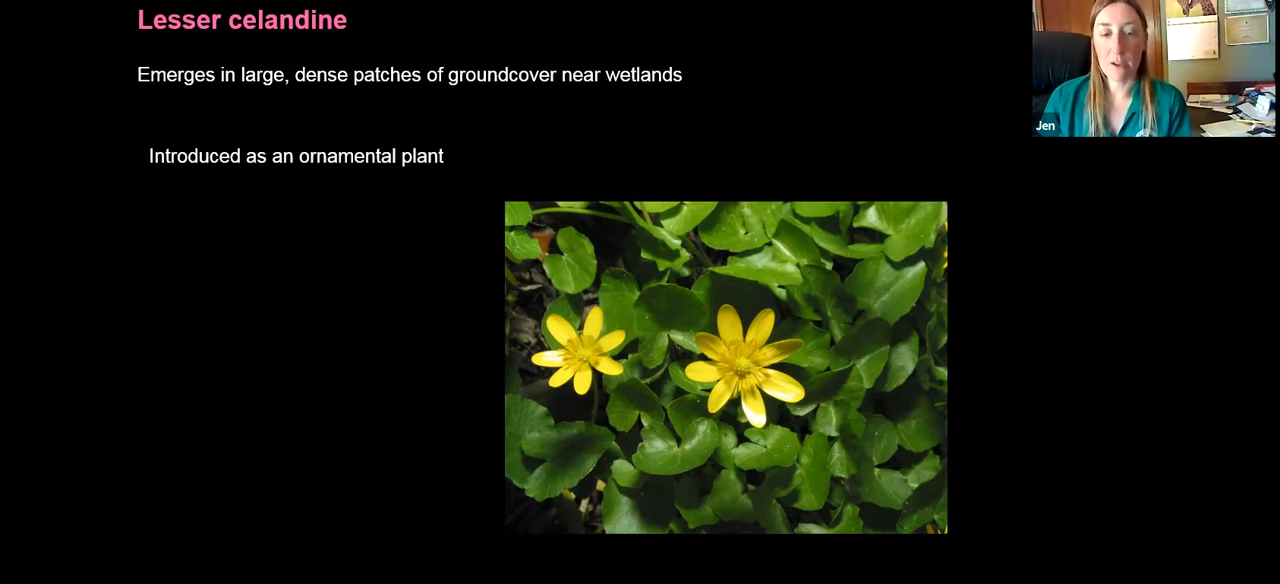 Lesser celandine
Emerges in large, dense patches of groundcover near wetlands
Introduced as an ornamental plant
Jen